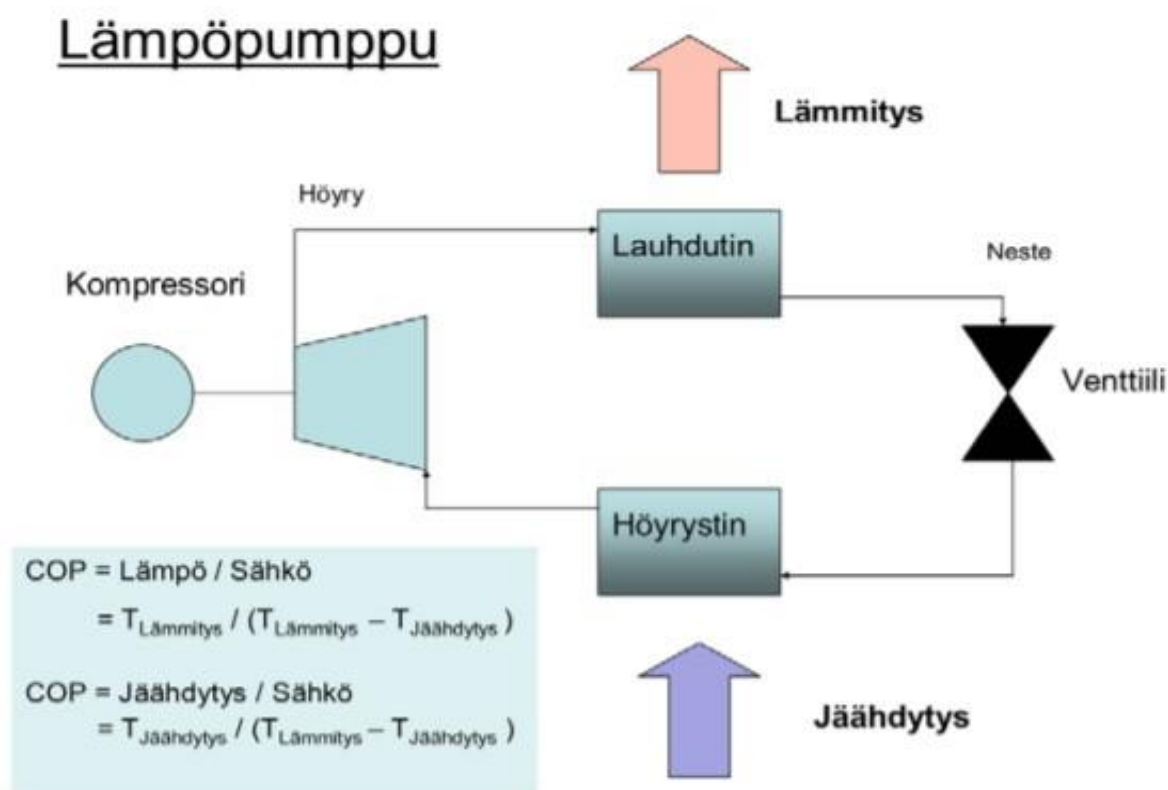 Lämpöpumppu
Lämmitys
Höyry
Lauhdutin
Neste
Kompressori
Venttiili
Höyrystin
COP = Lämpö / Sähkö
= TLämmitys / (TLämmitys – TJäähdytys )
COP = Jäähdytys / Sähkö
= TJäähdytys / (TLämmitys – TJäähdytys )
Jäähdytys